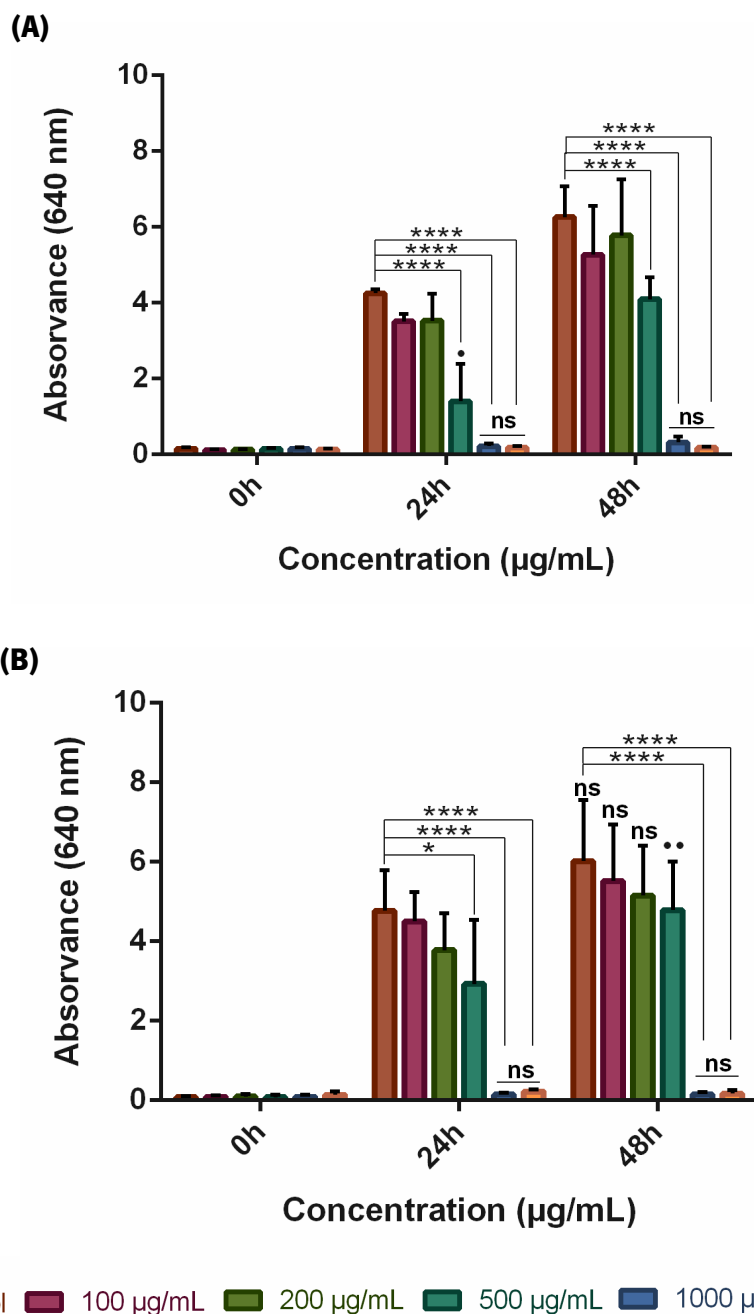 (A)
Absorvance (640 nm)
10
8
6
4
2
0
****
****
****
•
ns
****
****
****
ns
0h
24h
48h
Concentration (µg/mL)
(B)
Absorvance (640 nm)
10
8
6
4
2
0
****
****
*
ns
****
****
ns
ns
ns
••
ns
0h
24h
48h
Concentration (µg/mL)
100 µg/mL 200 µg/mL 500 µg/mL 1000